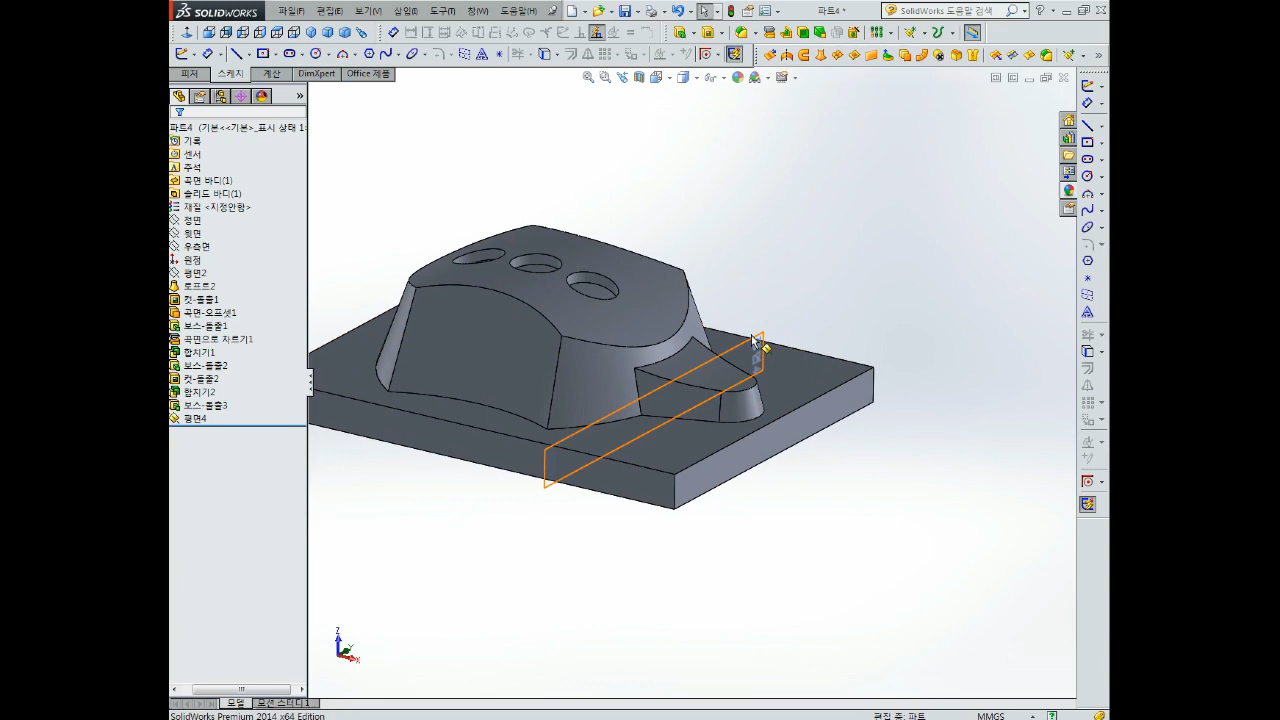 SOLIDWORKS 파일(F) 편집(E) 보기(V) 삽입(I) 도구(T) 창(W) 도움말(H) 파트4 * SolidWorks 도움말 검색
피처 스케치 계산 DimXpert Office 제품
파트4 (기본<<기본>_표시 상태 1>
기록
센서
주석
곡면 바디(1)
솔리드 바디(1)
재질 <지정안함>
정면
윗면
우측면
원점
평면2
로프트2
컷-돌출1
곡면-오프셋1
보스-돌출1
곡면으로 자르기1
합치기1
보스-돌출2
컷-돌출2
합치기2
보스-돌출3
평면4
Z
Y
X
모델 모션 스터디 1
SolidWorks Premium 2014 x64 Edition 편집 중: 파트 MMGS